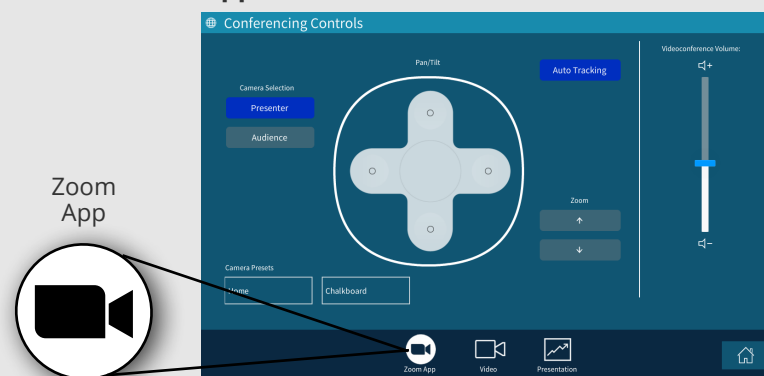 Conferencing Controls
Videoconference Volume:
Pan/Tilt
Auto Tracking
Camera Selection
Presenter
Audience
Zoom
App
Zoom
Camera Presets
Home
Chalkboard
Zoom App
Video
Presentation